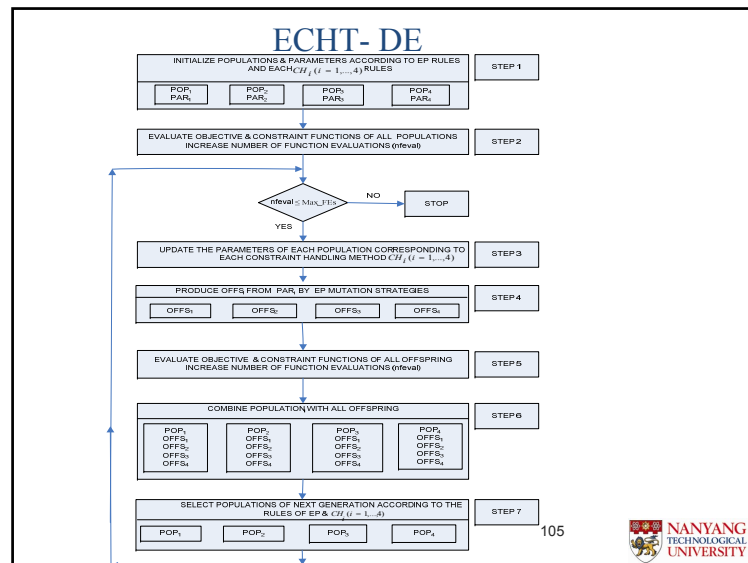 ECHT- DE
INITIALIZE POPULATIONS & PARAMETERS ACCORDING TO EP RULES
AND EACH CH i (i = 1,...,4) RULES
STEP 1
POP1 POP2 POP3 POP4
PAR1 PAR2 PAR3 PAR4
EVALUATE OBJECTIVE & CONSTRAINT FUNCTIONS OF ALL POPULATIONS
INCREASE NUMBER OF FUNCTION EVALUATIONS (nfeval)
STEP 2
nfeval ≤ Max_FEs
NO
STOP
YES
UPDATE THE PARAMETERS OF EACH POPULATION CORRESPONDING TO
EACH CONSTRAINT HANDLING METHOD CH i (i = 1,...,4)
STEP 3
PRODUCE OFFSi FROM PARi BY EP MUTATION STRATEGIES
STEP 4
OFFS1 OFFS2 OFFS3 OFFS4
EVALUATE OBJECTIVE & CONSTRAINT FUNCTIONS OF ALL OFFSPRING
INCREASE NUMBER OF FUNCTION EVALUATIONS (nfeval)
STEP 5
COMBINE POPULATIONi WITH ALL OFFSPRING
STEP 6
POP1 POP2 POP3 POP4
OFFS1 OFFS1 OFFS1 OFFS1
OFFS2 OFFS2 OFFS2 OFFS2
OFFS3 OFFS3 OFFS3 OFFS3
OFFS4 OFFS4 OFFS4 OFFS4
SELECT POPULATIONS OF NEXT GENERATION ACCORDING TO THE
RULES OF EP & CH i (i = 1,...,4)
STEP 7
POP1 POP2 POP3 POP4
105
NANYANG
TECHNOLOGICAL
UNIVERSITY